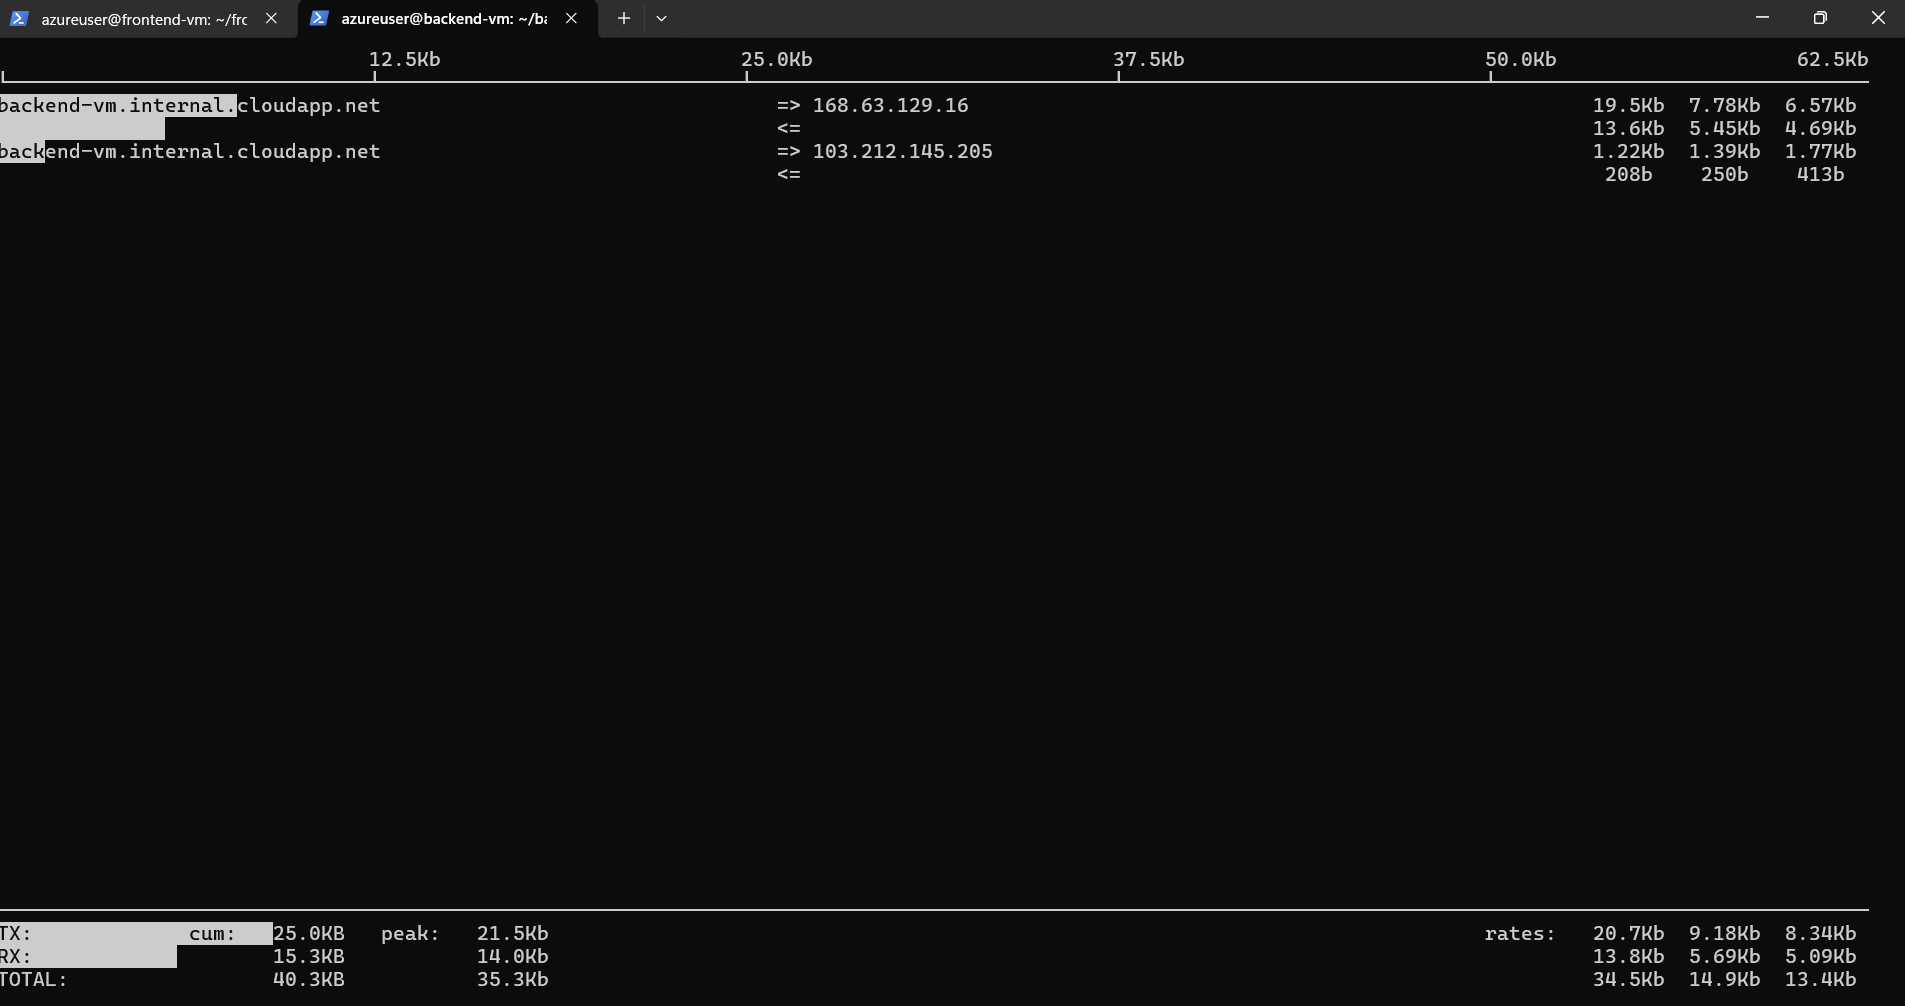 azureuser@frontend-vm: ~/frc azureuser@backend-vm: ~/ba
12.5Kb 25.0Kb 37.5Kb 50.0Kb 62.5Kb
backend-vm.internal.cloudapp.net => 168.63.129.16 19.5Kb 7.78Kb 6.57Kb
<= 13.6Kb 5.45Kb 4.69Kb
backend-vm.internal.cloudapp.net => 103.212.145.205 1.22Kb 1.39Kb 1.77Kb
<= 208b 250b 413b
TX: cum: 25.0KB peak: 21.5Kb rates: 20.7Kb 9.18Kb 8.34Kb
RX: 15.3KB 14.0Kb 13.8Kb 5.69Kb 5.09Kb
TOTAL: 40.3KB 35.3Kb 34.5Kb 14.9Kb 13.4Kb